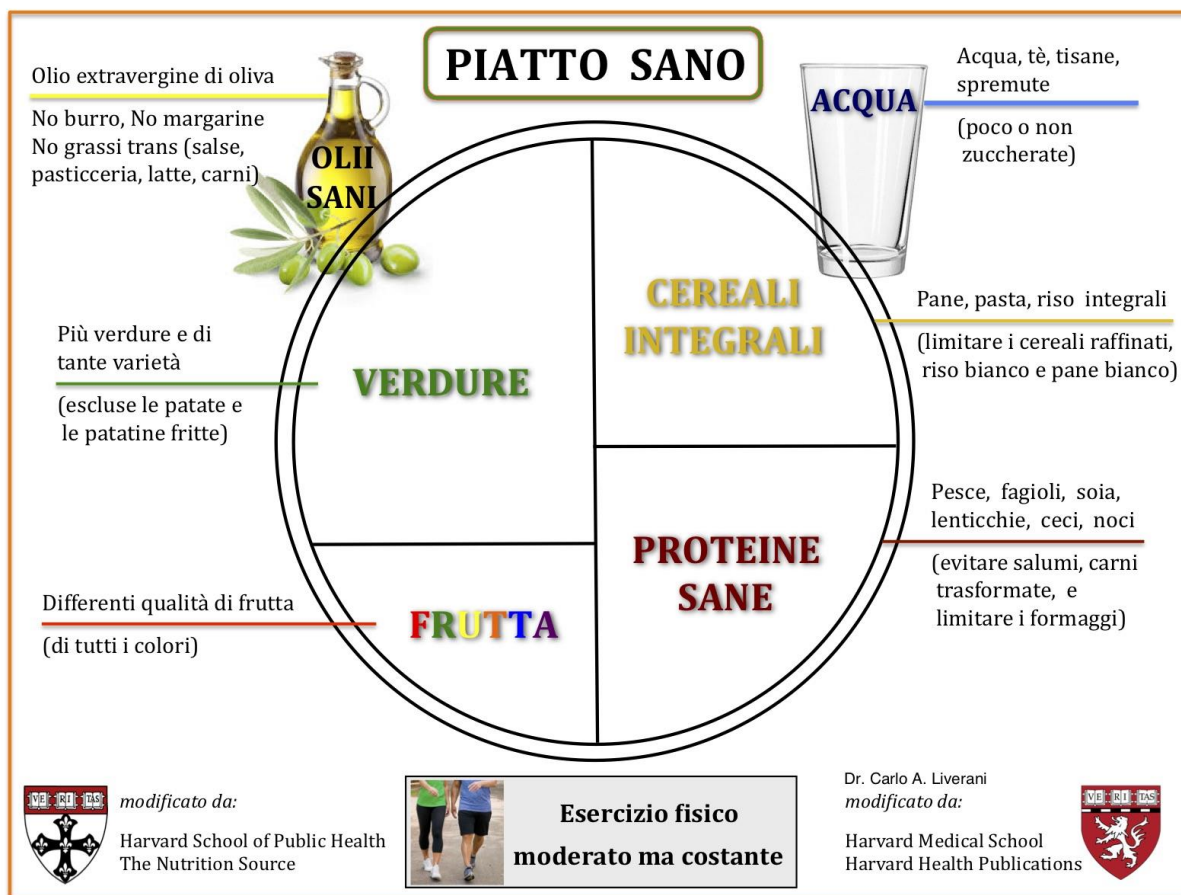 PIATTO SANO
Olio extravergine di oliva
No burro, No margarine
No grassi trans (salse,
pasticceria, latte, carni)
OLII
SANI
ACQUA
Acqua, tè, tisane,
spremute
(poco o non
zuccherate)
CEREALI
INTEGRALI
Pane, pasta, riso integrali
(limitare i cereali raffinati,
riso bianco e pane bianco)
Più verdure e di
tante varietà
(escluse le patate e
le patatine fritte)
VERDURE
PROTEINE
SANE
Pesce, fagioli, soia,
lenticchie, ceci, noci
(evitare salumi, carni
trasformate, e
limitare i formaggi)
Differenti qualità di frutta
(di tutti i colori)
FRUTTA
VE RI TAS
modificato da:
Harvard School of Public Health
The Nutrition Source
Esercizio fisico
moderato ma costante
Dr. Carlo A. Liverani
modificato da:
Harvard Medical School
Harvard Health Publications
VE RI TAS